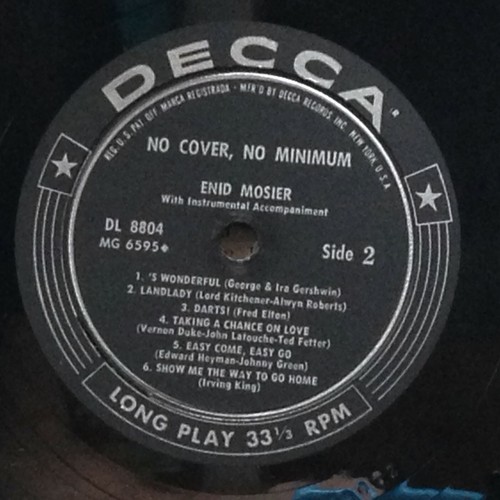 DECCA
REG. U.S. PAT. OFF. MARCA REGISTRADA - MFR'D BY DECCA RECORDS INC. NEW YORK, U.S.A.
NO COVER, NO MINIMUM
ENID MOSIER
With Instrumental Accompaniment
DL 8804
MG 6595
Side 2
1. 'S WONDERFUL (George & Ira Gershwin)
2. LANDLADY (Lord Kitchener-Alwyn Roberts)
3. DARTS! (Fred Elton)
4. TAKING A CHANCE ON LOVE
(Vernon Duke-John Latouche-Ted Fetter)
5. EASY COME, EASY GO
(Edward Heyman-Johnny Green)
6. SHOW ME THE WAY TO GO HOME
(Irving King)
LONG PLAY 33⅓ RPM